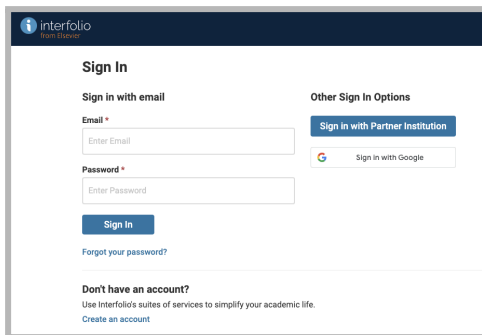 interfolio
from Elsevier
Sign In
Sign in with email
Email *
Enter Email
Password *
Enter Password
Sign In
Forgot your password?
Other Sign In Options
Sign in with Partner Institution
Sign in with Google
Don't have an account?
Use Interfolio's suites of services to simplify your academic life.
Create an account